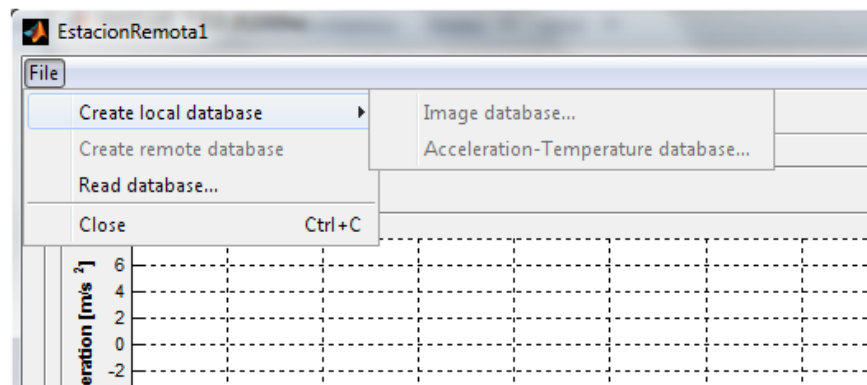 EstacionRemota1
File
Create local database
Image database...
Create remote database
Acceleration-Temperature database...
Read database...
Close Ctrl+C
6
4
2
0
-2
[m/s ²]